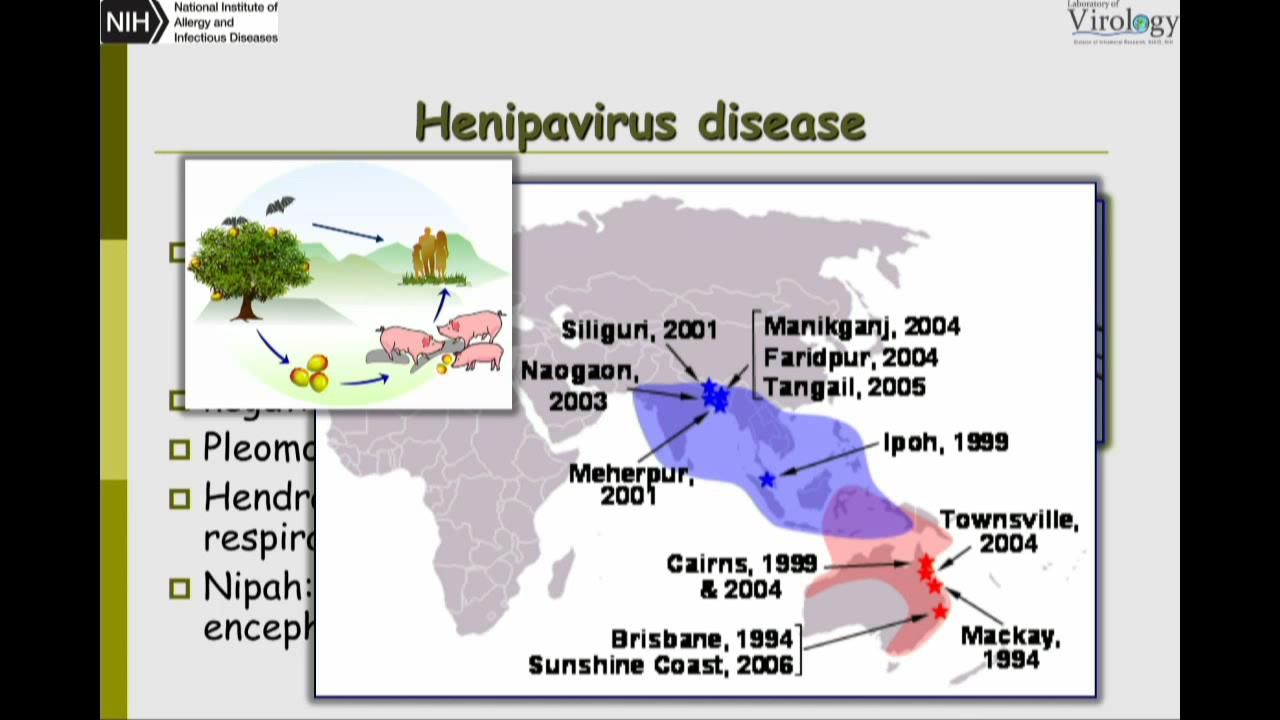 NIH
National Institute of
Allergy and
Infectious Diseases
Laboratory of
Virology
Henipavirus disease
Siliguri, 2001
Manikganj, 2004
Faridpur, 2004
Tangail, 2005
Naogaon,
2003
Ipoh, 1999
Meherpur,
2001
Townsville,
2004
Cairns, 1999
& 2004
Brisbane, 1994
Sunshine Coast, 2006
Mackay,
1994
Pleomo
Hendr
respir
Nipah:
enceph